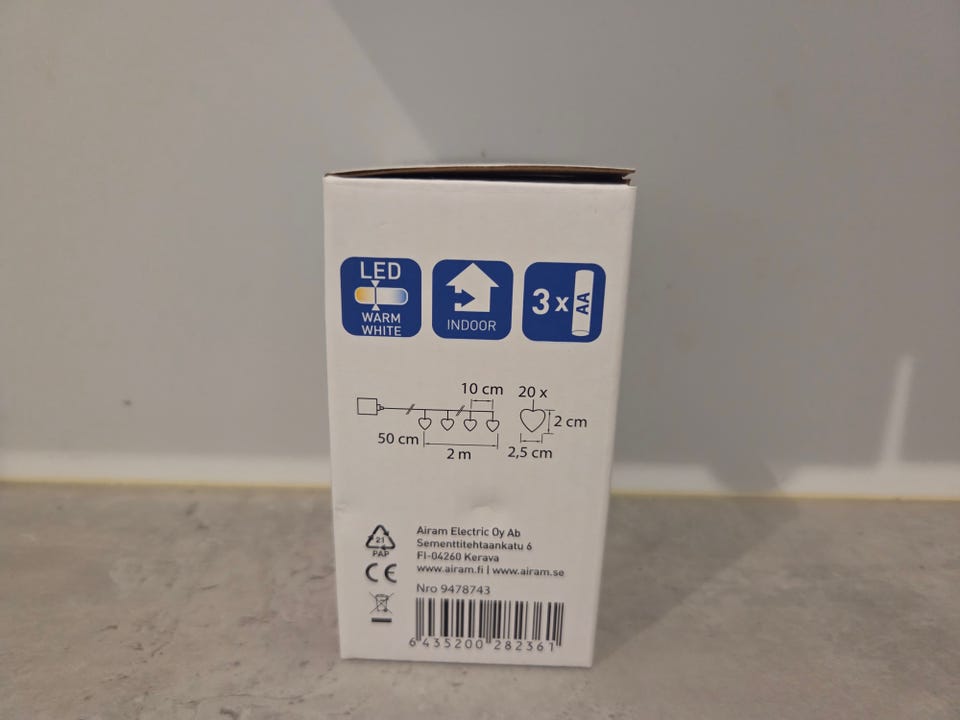 LED
WARM
WHITE
INDOOR
3 x AA
10 cm 20 x
2 cm
50 cm
2 m
2,5 cm
21
PAP
Airam Electric Oy Ab
Sementtitehtaankatu 6
FI-04260 Kerava
www.airam.fi | www.airam.se
CE
Nro 9478743
6 435200 282361